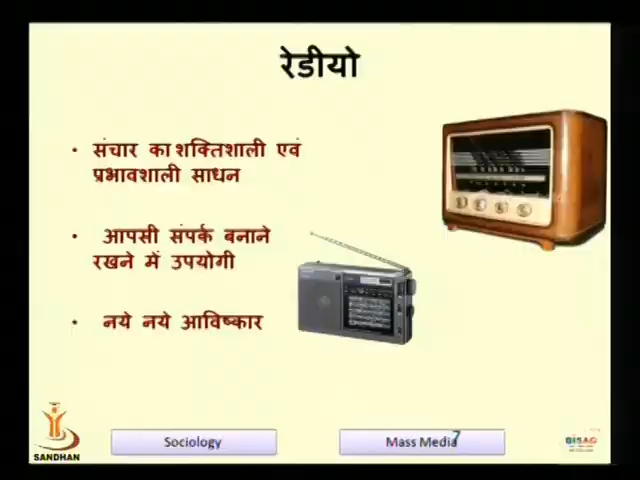 रेडीयो
• संचार का शक्तिशाली एवं
प्रभावशाली साधन
• आपसी संपर्क बनाने
रखने में उपयोगी
• नये नये आविष्कार
SANDHAN
Sociology
Mass Media
7
BISAG